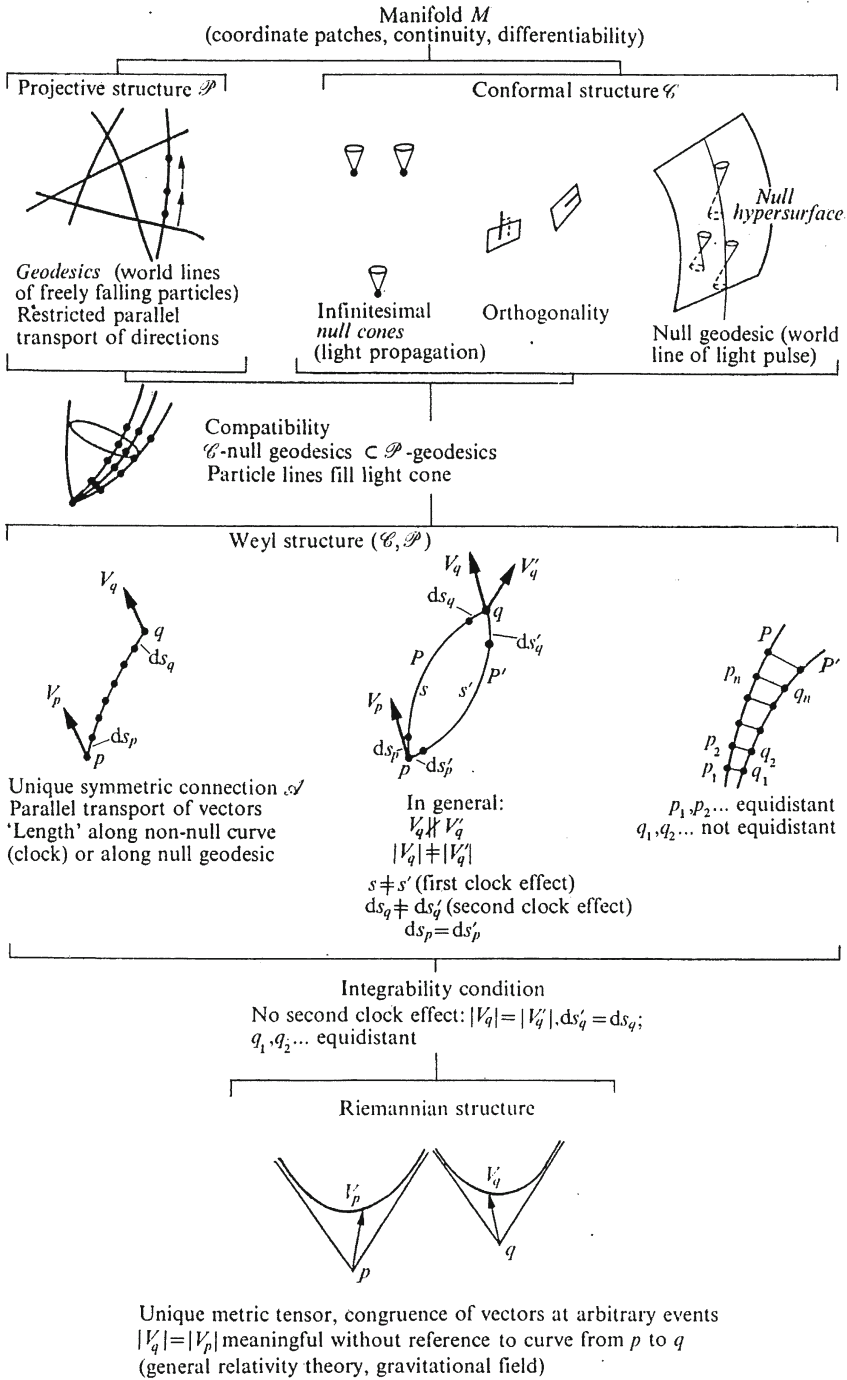 Manifold M
(coordinate patches, continuity, differentiability)
Projective structure 𝒫
Conformal structure 𝒞
Null
hypersurface
Geodesics (world lines
of freely falling particles)
Restricted parallel
transport of directions
Infinitesimal
null cones
(light propagation)
Orthogonality
Null geodesic (world
line of light pulse)
Compatibility
𝒞-null geodesics ⊂ 𝒫-geodesics
Particle lines fill light cone
Weyl structure (𝒞, 𝒫)
V_q
q
ds_q
V_p
ds_p
p
V_q
V'_q
ds_q
q
ds'_q
P
P'
s
s'
V_p
ds_p
p
ds'_p
P
P'
p_n
q_n
p_2
q_2
p_1
q_1
Unique symmetric connection 𝒜
Parallel transport of vectors
'Length' along non-null curve
(clock) or along null geodesic
In general:
V_q ∦ V'_q
|V_q| ≠ |V'_q|
s ≠ s' (first clock effect)
ds_q ≠ ds'_q (second clock effect)
ds_p = ds'_p
p_1, p_2... equidistant
q_1, q_2... not equidistant
Integrability condition
No second clock effect: |V_q| = |V'_q|, ds'_q = ds_q;
q_1, q_2... equidistant
Riemannian structure
V_p
p
V_q
q
Unique metric tensor, congruence of vectors at arbitrary events
|V_q| = |V_p| meaningful without reference to curve from p to q
(general relativity theory, gravitational field)